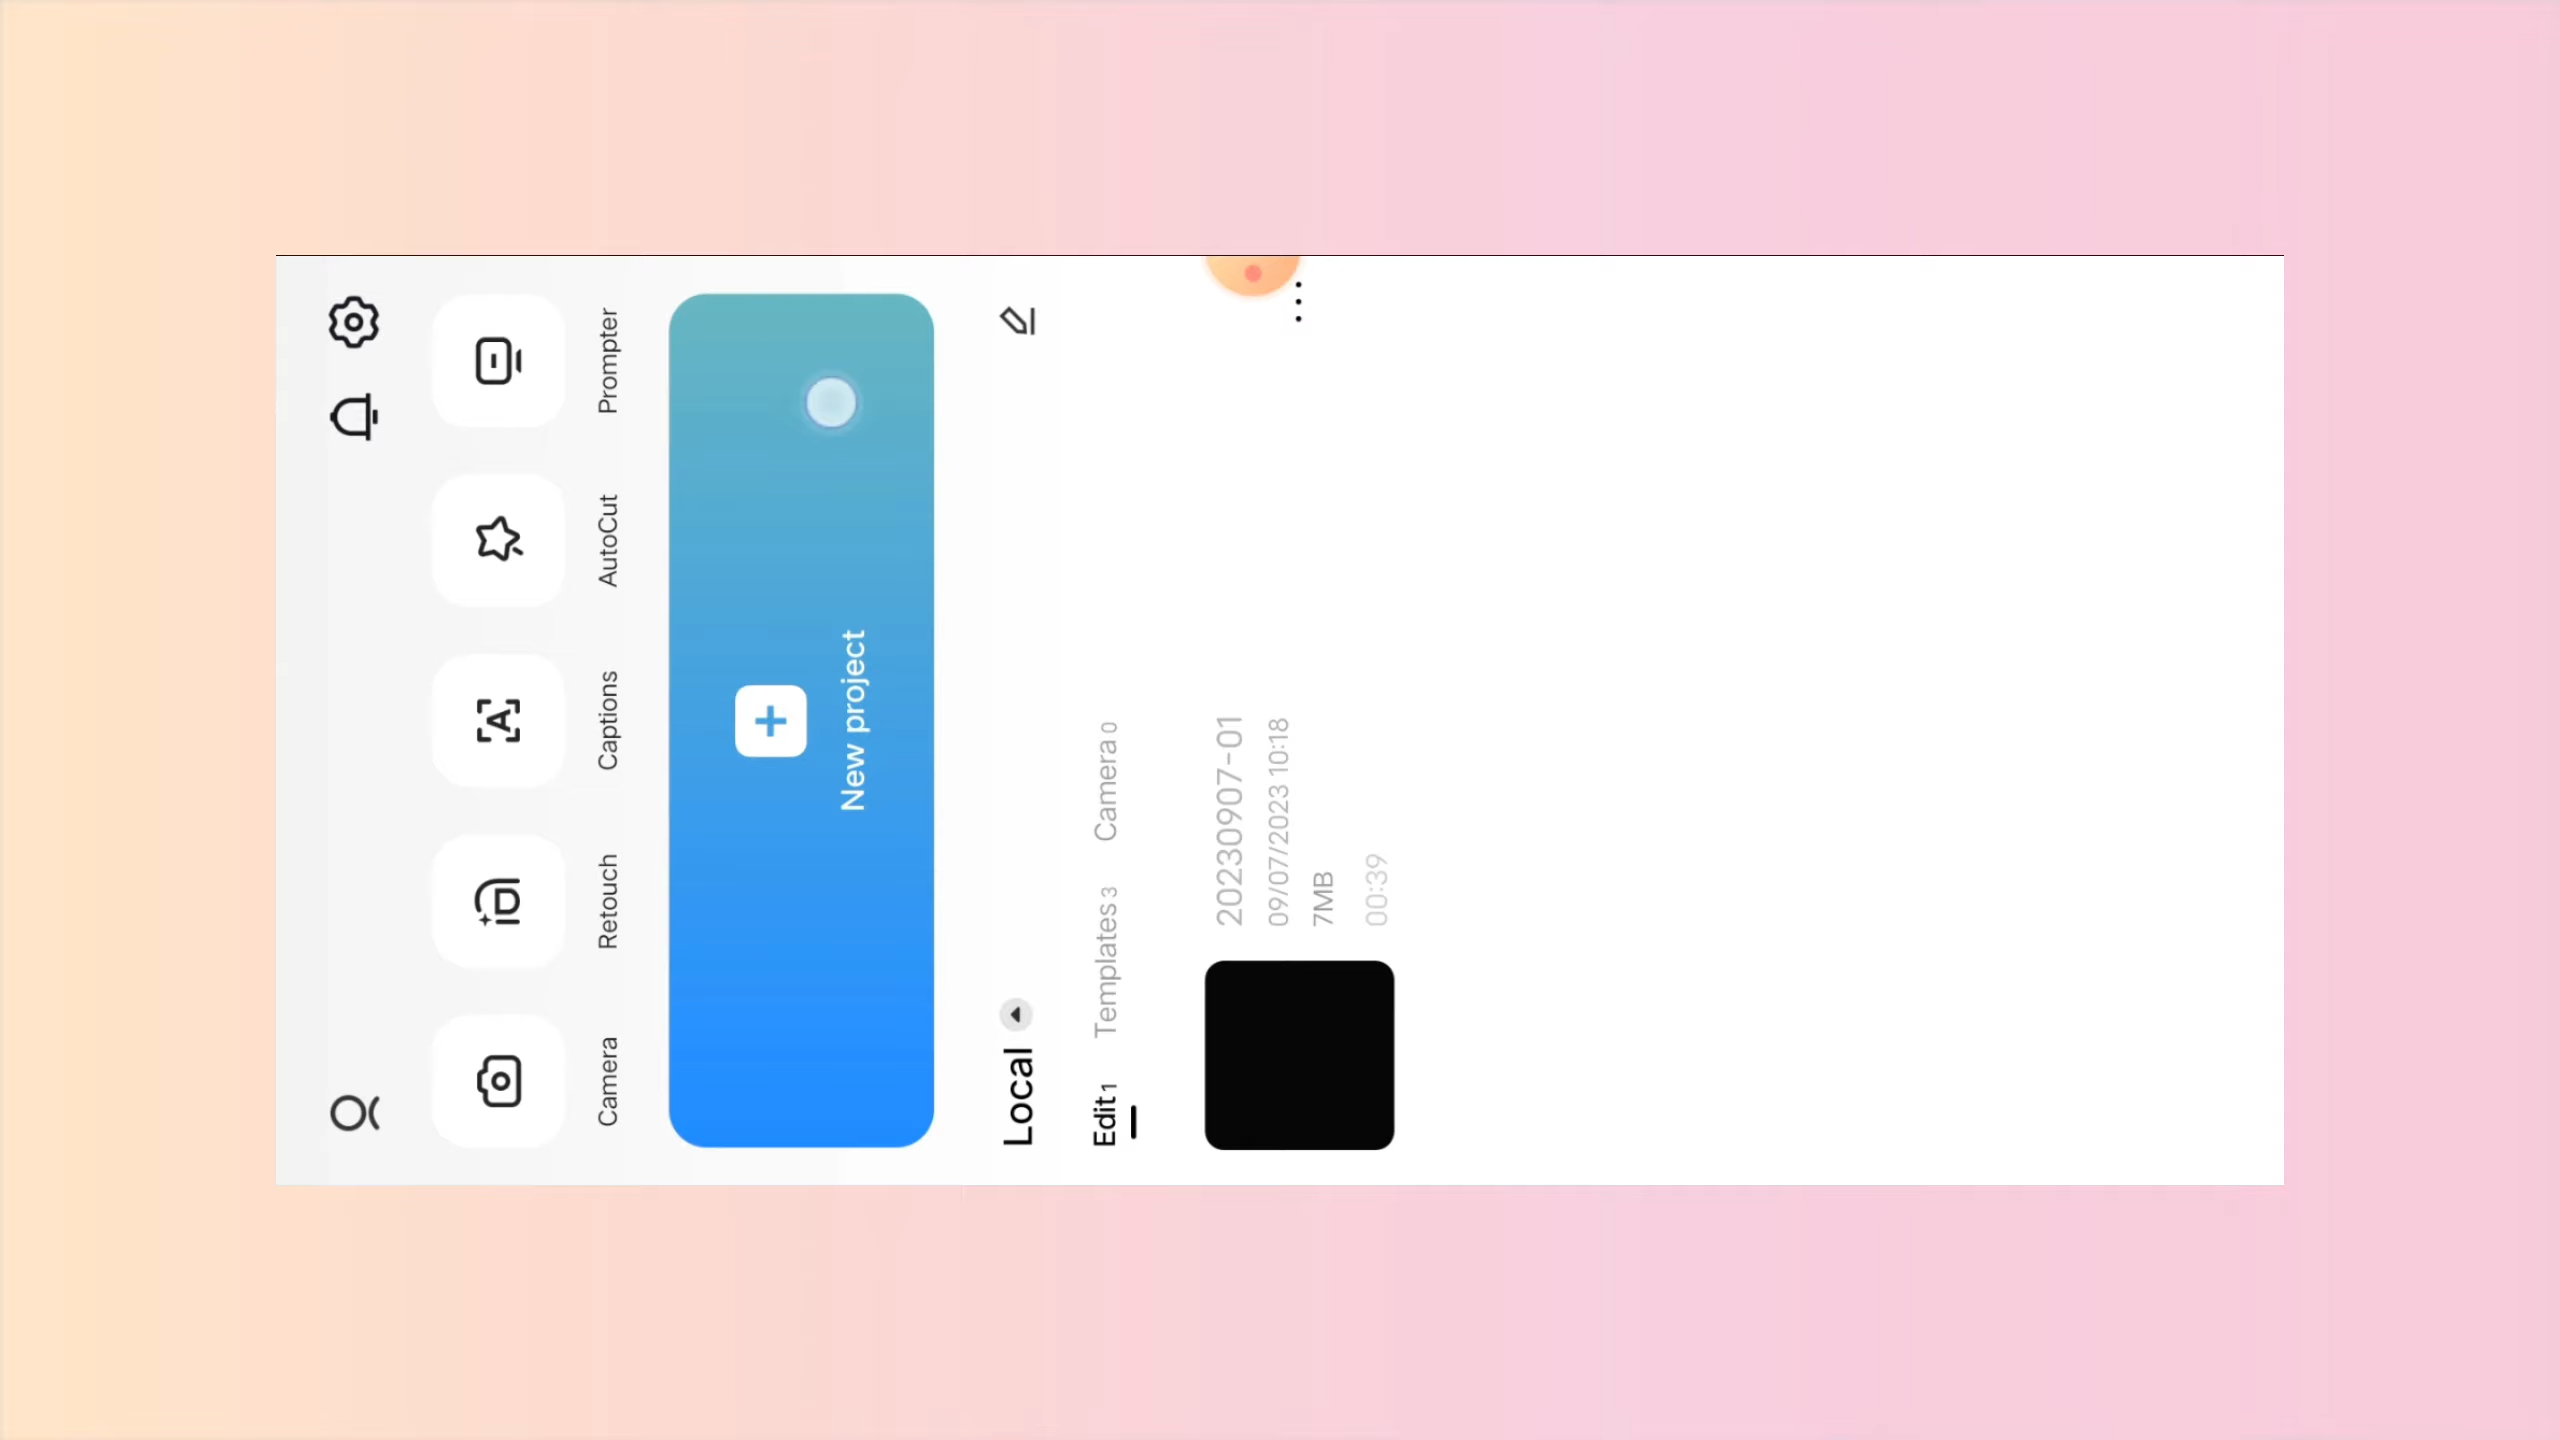 Camera
Retouch
Captions
AutoCut
Prompter
New project
Local
Edit 1
Templates 3
Camera 0
20230907-01
09/07/2023 10:18
7MB
00:39